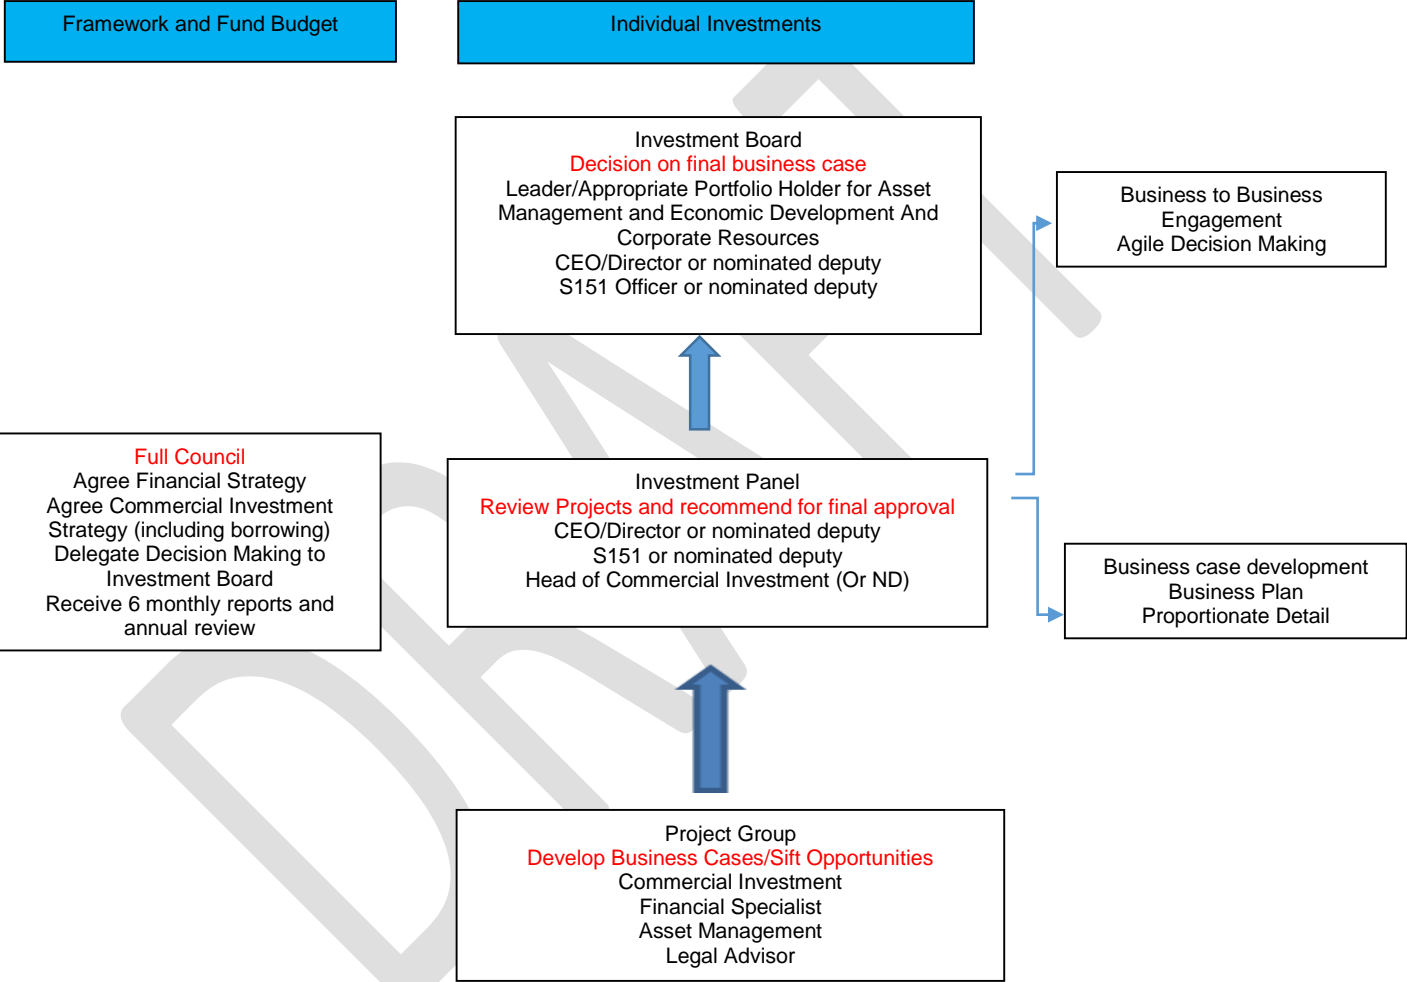 Framework and Fund Budget
Individual Investments
Investment Board
Decision on final business case
Leader/Appropriate Portfolio Holder for Asset
Management and Economic Development And
Corporate Resources
CEO/Director or nominated deputy
S151 Officer or nominated deputy
Business to Business
Engagement
Agile Decision Making
Full Council
Agree Financial Strategy
Agree Commercial Investment
Strategy (including borrowing)
Delegate Decision Making to
Investment Board
Receive 6 monthly reports and
annual review
Investment Panel
Review Projects and recommend for final approval
CEO/Director or nominated deputy
S151 or nominated deputy
Head of Commercial Investment (Or ND)
Business case development
Business Plan
Proportionate Detail
Project Group
Develop Business Cases/Sift Opportunities
Commercial Investment
Financial Specialist
Asset Management
Legal Advisor
DRAFT